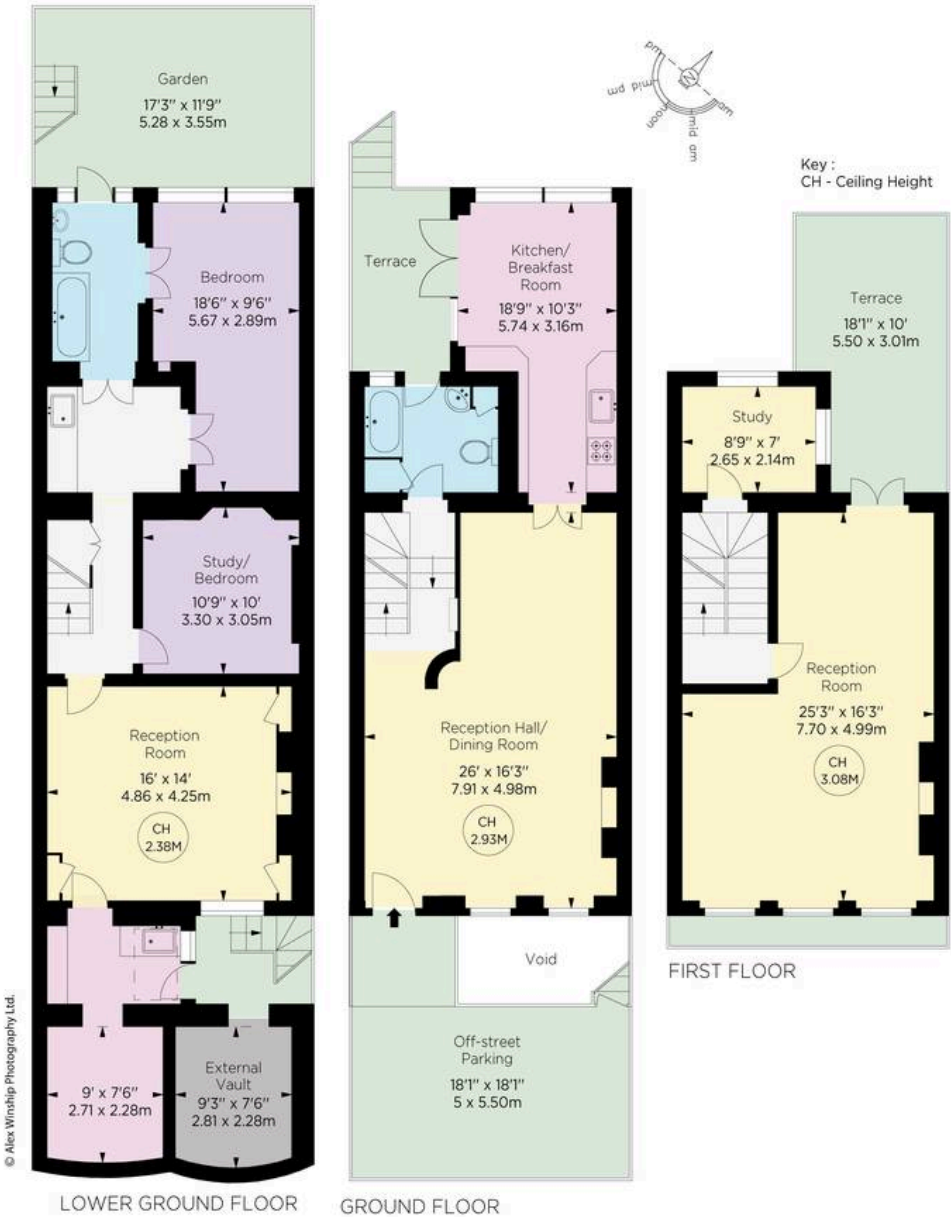 Garden
17'3" x 11'9"
5.28 x 3.55m
pm
mid pm
noon
mid am
am
N
Key :
CH - Ceiling Height
Bedroom
18'6" x 9'6"
5.67 x 2.89m
Terrace
Kitchen/
Breakfast
Room
18'9" x 10'3"
5.74 x 3.16m
Terrace
18'1" x 10'
5.50 x 3.01m
Study
8'9" x 7'
2.65 x 2.14m
Study/
Bedroom
10'9" x 10'
3.30 x 3.05m
Reception
Room
16' x 14'
4.86 x 4.25m
CH
2.38M
Reception Hall/
Dining Room
26' x 16'3"
7.91 x 4.98m
CH
2.93M
Reception
Room
25'3" x 16'3"
7.70 x 4.99m
CH
3.08M
Void
FIRST FLOOR
Off-street
Parking
18'1" x 18'1"
5 x 5.50m
9' x 7'6"
2.71 x 2.28m
External
Vault
9'3" x 7'6"
2.81 x 2.28m
© Alex Winship Photography Ltd.
LOWER GROUND FLOOR
GROUND FLOOR